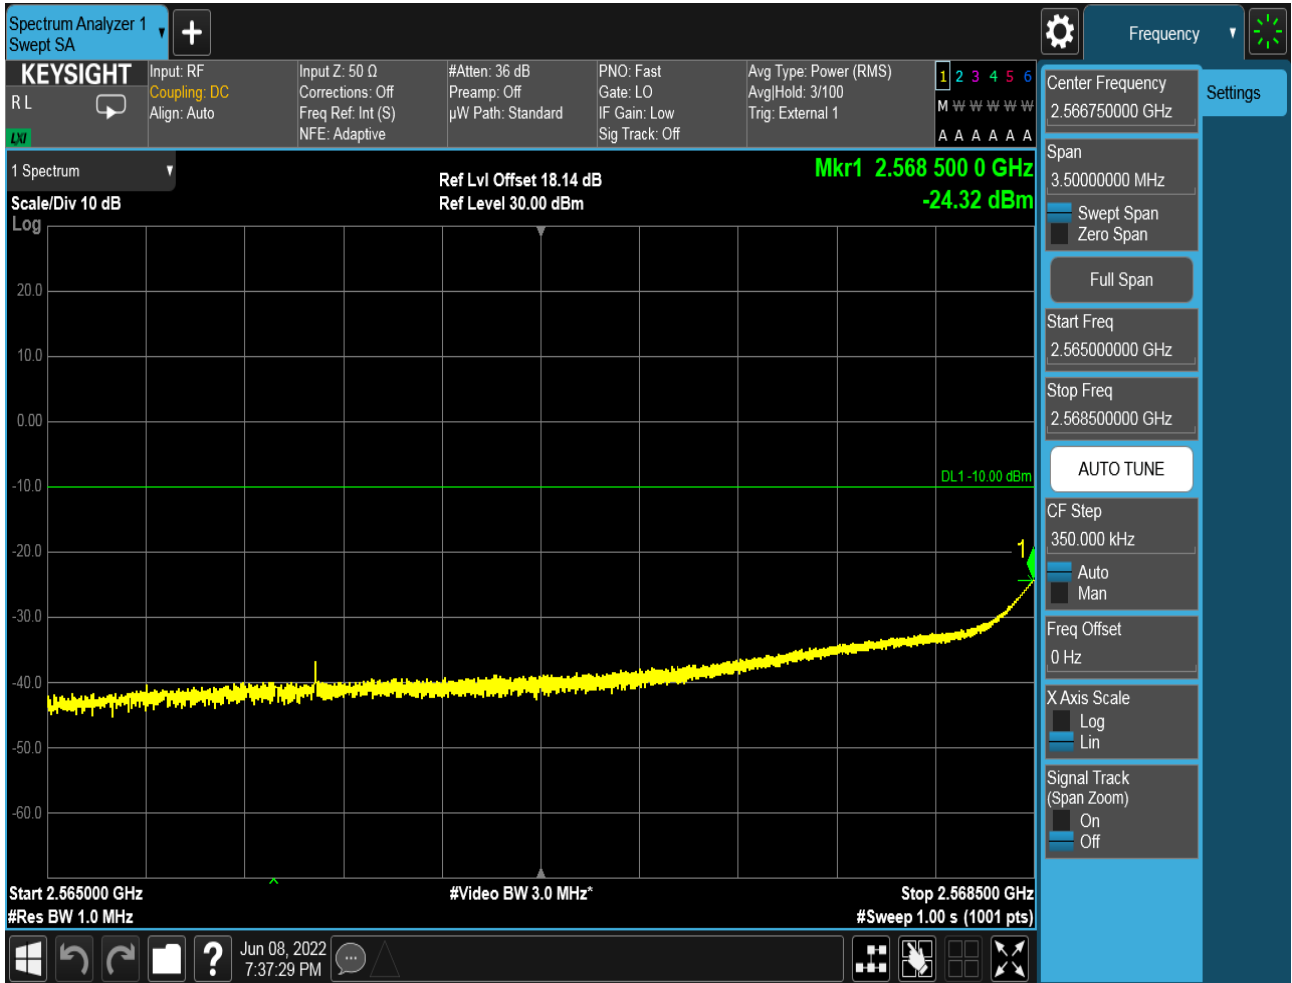 Spectrum Analyzer 1
Swept SA
Frequency
KEYSIGHT
R L
LXI
Input: RF
Coupling: DC
Align: Auto
Input Z: 50 Ω
Corrections: Off
Freq Ref: Int (S)
NFE: Adaptive
#Atten: 36 dB
Preamp: Off
µW Path: Standard
PNO: Fast
Gate: LO
IF Gain: Low
Sig Track: Off
Avg Type: Power (RMS)
Avg|Hold: 3/100
Trig: External 1
1 2 3 4 5 6
M W W W W W
A A A A A A
1 Spectrum
Scale/Div 10 dB
Log
Ref Lvl Offset 18.14 dB
Ref Level 30.00 dBm
Mkr1 2.568 500 0 GHz
-24.32 dBm
20.0
10.0
0.00
-10.0
-20.0
-30.0
-40.0
-50.0
-60.0
DL1 -10.00 dBm
1
Start 2.565000 GHz
#Res BW 1.0 MHz
#Video BW 3.0 MHz*
Stop 2.568500 GHz
#Sweep 1.00 s (1001 pts)
Center Frequency
2.566750000 GHz
Span
3.50000000 MHz
Swept Span
Zero Span
Full Span
Start Freq
2.565000000 GHz
Stop Freq
2.568500000 GHz
AUTO TUNE
CF Step
350.000 kHz
Auto
Man
Freq Offset
0 Hz
X Axis Scale
Log
Lin
Signal Track
(Span Zoom)
On
Off
Settings
?
Jun 08, 2022
7:37:29 PM